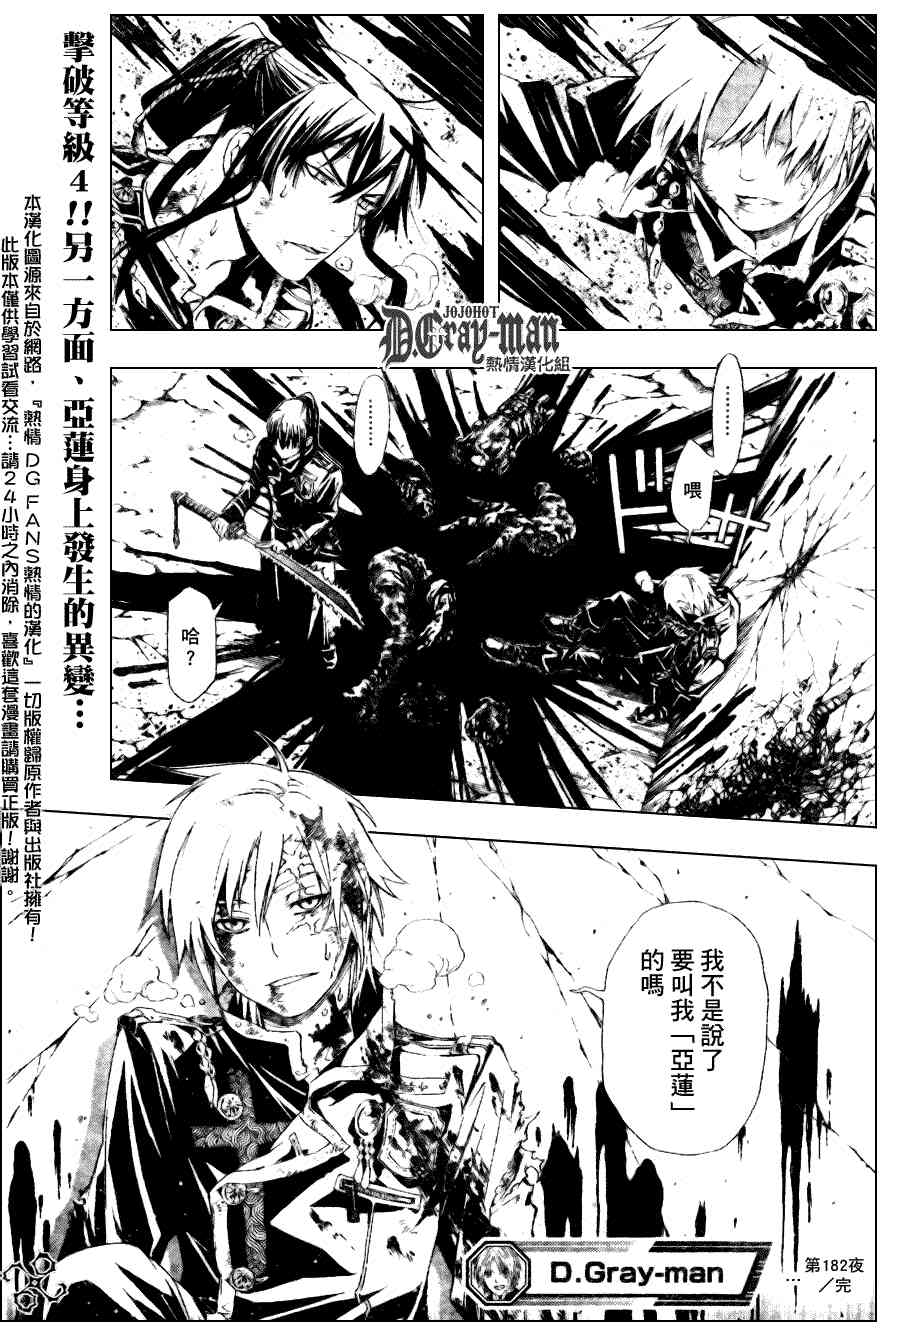 擊破等級4!!另一方面、亞蓮身上發生的異變…
本漢化圖源來自於網路，『熱情DG FANS熱情的漢化』一切版權歸原作者與出版社擁有！
此版本僅供學習試看交流…請24小時之內消除，喜歡這套漫畫請購買正版！謝謝。
JOJOHOT
D.Gray-man
熱情漢化組
………
喂
………
哈？
我不是說了
要叫我「亞蓮」
的嗎
D.Gray-man
…
第182夜
／完